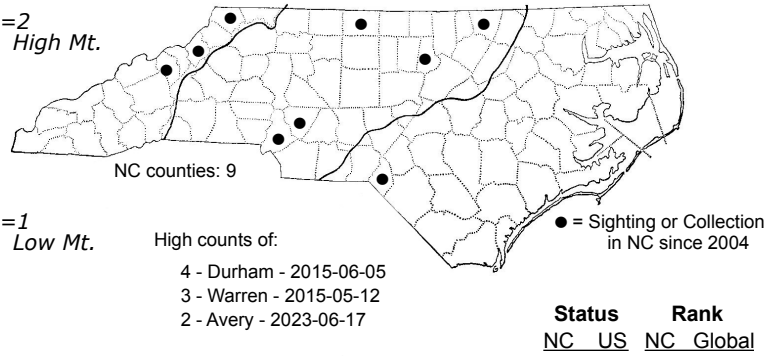 =2
High Mt.
NC counties: 9
=1
Low Mt.
High counts of:
4 - Durham - 2015-06-05
3 - Warren - 2015-05-12
2 - Avery - 2023-06-17
● = Sighting or Collection
in NC since 2004
Status Rank
NC US NC Global